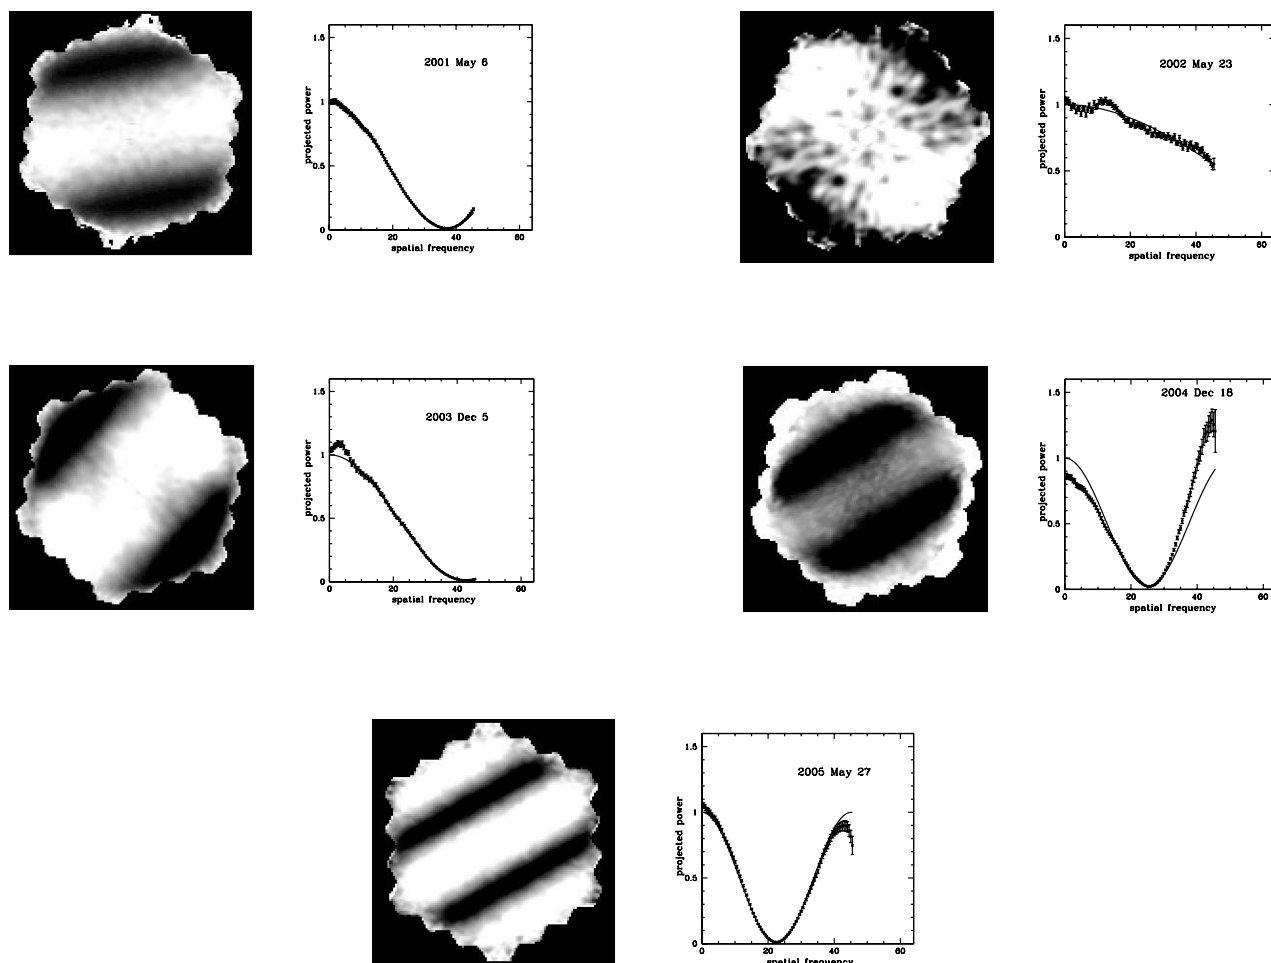 1.5
2001 May 6
projected power
1
0.5
0
0 20 40 60
spatial frequency
1.5
2002 May 23
projected power
1
0.5
0
0 20 40 60
spatial frequency
1.5
2003 Dec 5
projected power
1
0.5
0
0 20 40 60
spatial frequency
1.5
2004 Dec 18
projected power
1
0.5
0
0 20 40 60
spatial frequency
1.5
2005 May 27
projected power
1
0.5
0
0 20 40 60
spatial frequency